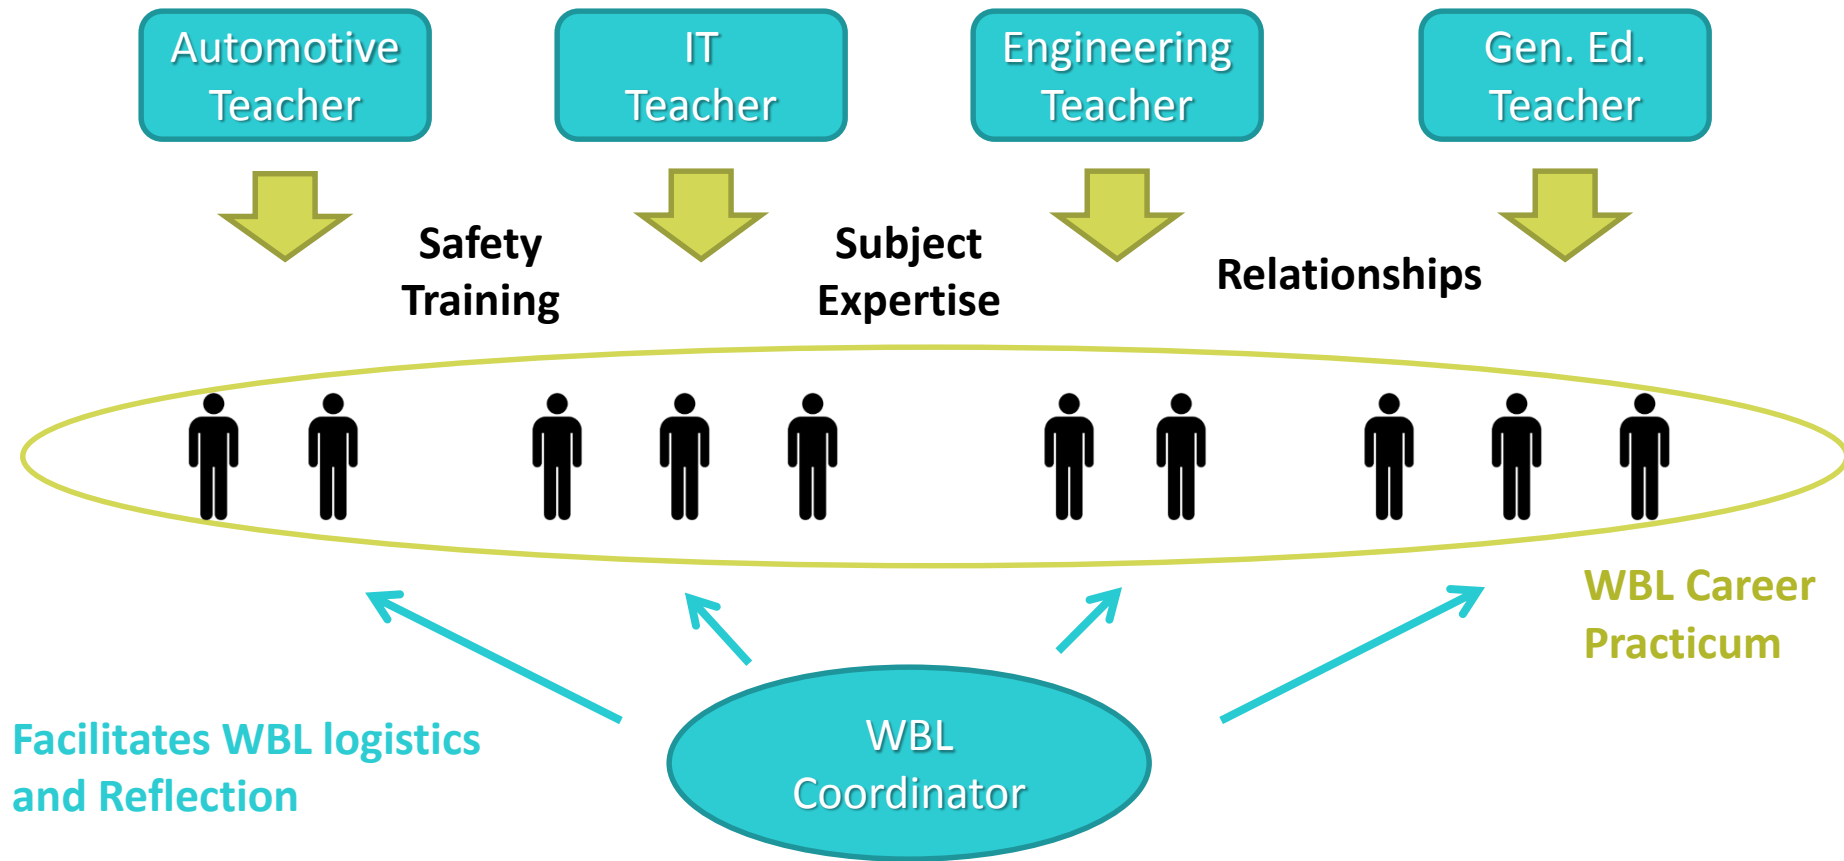 Automotive
Teacher
IT
Teacher
Engineering
Teacher
Gen. Ed.
Teacher
Safety
Training
Subject
Expertise
Relationships
WBL Career
Practicum
Facilitates WBL logistics
and Reflection
WBL
Coordinator